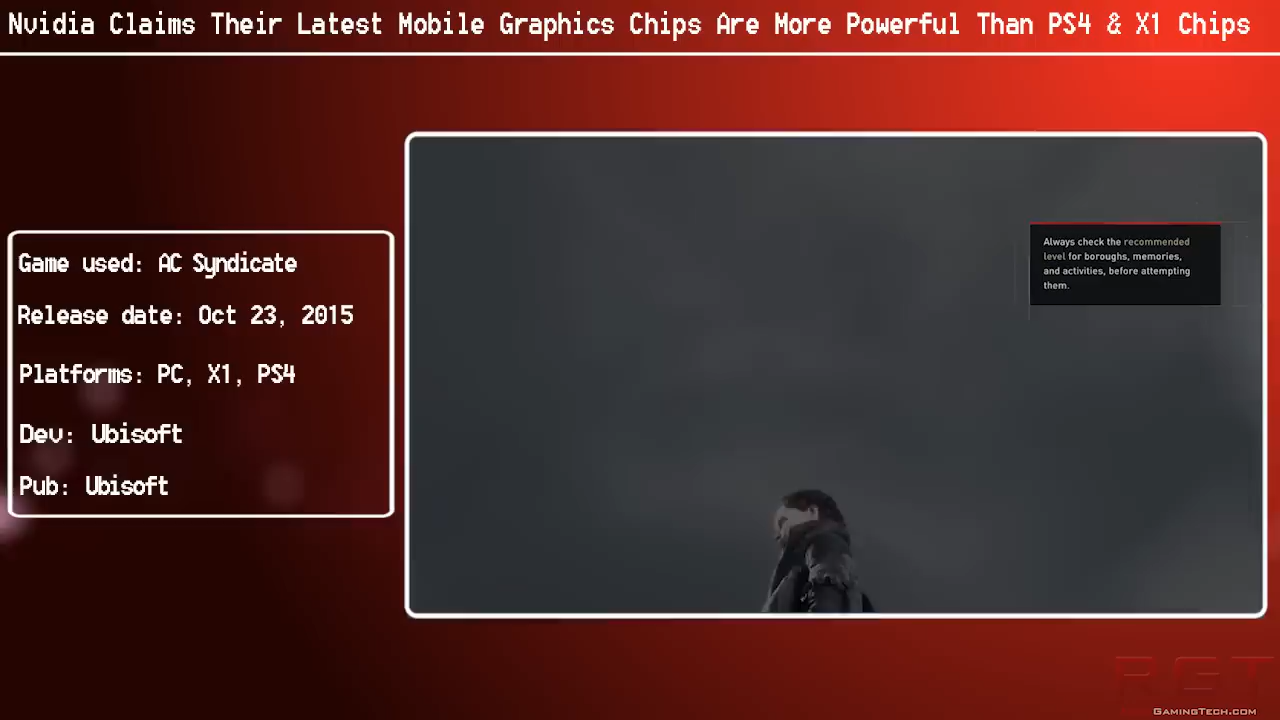 Nvidia Claims Their Latest Mobile Graphics Chips Are More Powerful Than PS4 & X1 Chips
Game used: AC Syndicate
Release date: Oct 23, 2015
Platforms: PC, X1, PS4
Dev: Ubisoft
Pub: Ubisoft
Always check the recommended
level for boroughs, memories,
and activities, before attempting
them.
RGT
GamingTech.com